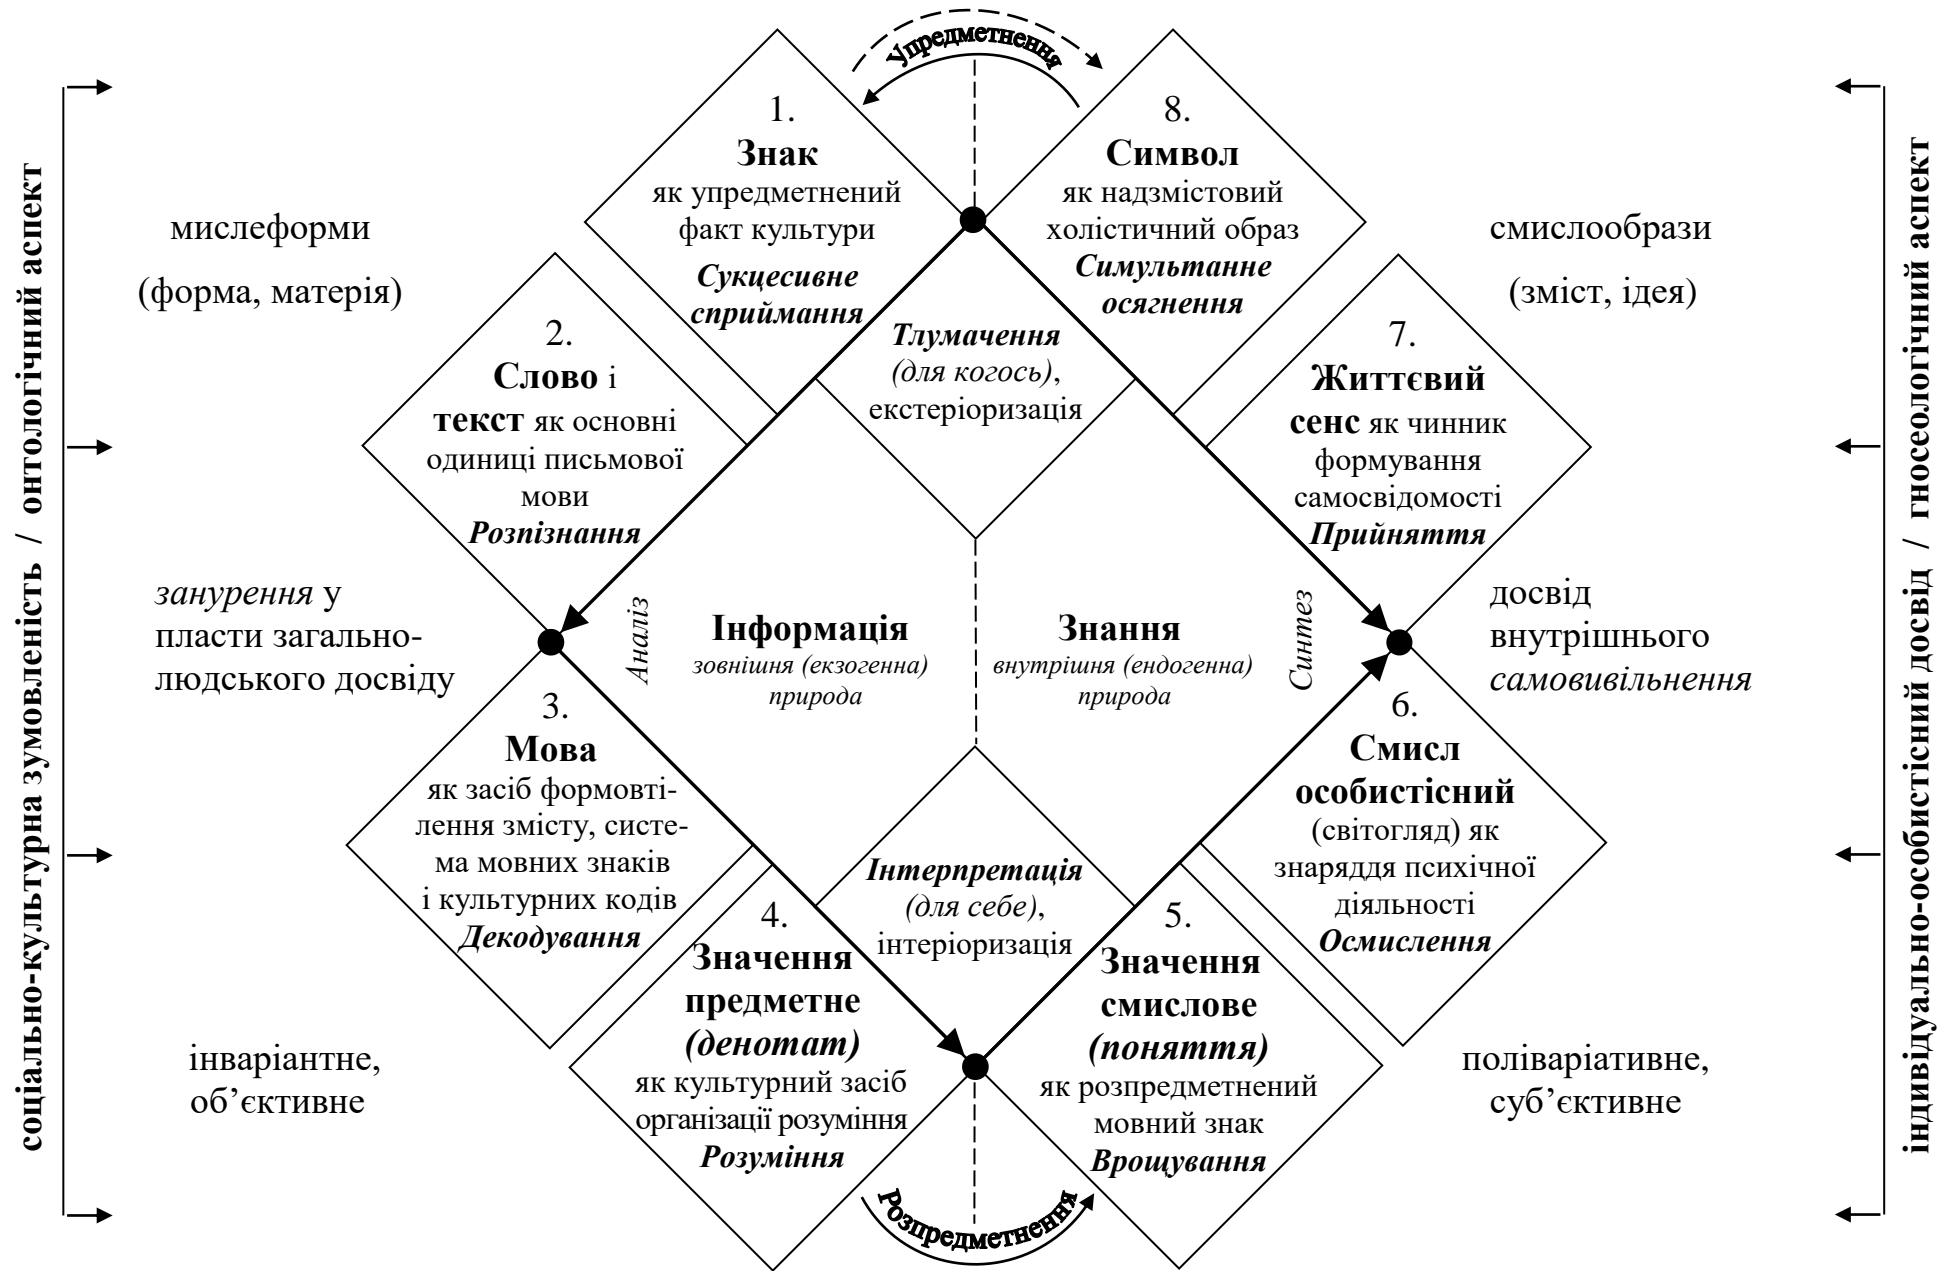 соціально-культурна зумовленість / онтологічний аспект
мислеформи
(форма, матерія)
занурення у
пласти загально-
людського досвіду
інваріантне,
об’єктивне
Упредметнення
1.
Знак
як упредметнений
факт культури
Сукцесивне
сприймання
2.
Слово і
текст як основні
одиниці письмової
мови
Розпізнання
3.
Мова
як засіб формовті-
лення змісту, систе-
ма мовних знаків
і культурних кодів
Декодування
4.
Значення
предметне
(денотат)
як культурний засіб
організації розуміння
Розуміння
Тлумачення
(для когось),
екстеріоризація
Аналіз
Інформація
зовнішня (екзогенна)
природа
Знання
внутрішня (ендогенна)
природа
Синтез
Інтерпретація
(для себе),
інтеріоризація
5.
Значення
смислове
(поняття)
як розпредметнений
мовний знак
Врощування
6.
Смисл
особистісний
(світогляд) як
знаряддя психічної
діяльності
Осмислення
7.
Життєвий
сенс як чинник
формування
самосвідомості
Прийняття
8.
Символ
як надзмістовий
холістичний образ
Симультанне
осягнення
Розпредметнення
смислообрази
(зміст, ідея)
досвід
внутрішнього
самовивільнення
поліваріативне,
суб’єктивне
індивідуально-особистісний досвід / гносеологічний аспект